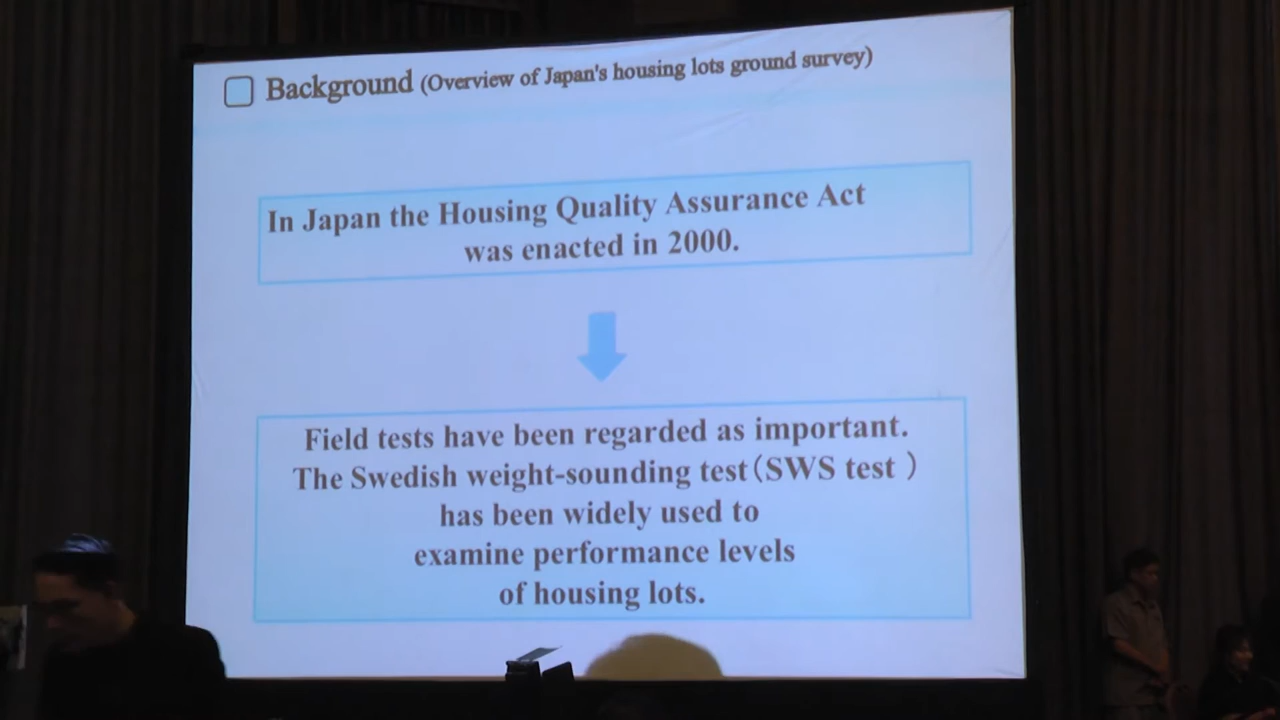 Background (Overview of Japan's housing lots ground survey)
In Japan the Housing Quality Assurance Act
was enacted in 2000.
Field tests have been regarded as important.
The Swedish weight-sounding test (SWS test )
has been widely used to
examine performance levels
of housing lots.